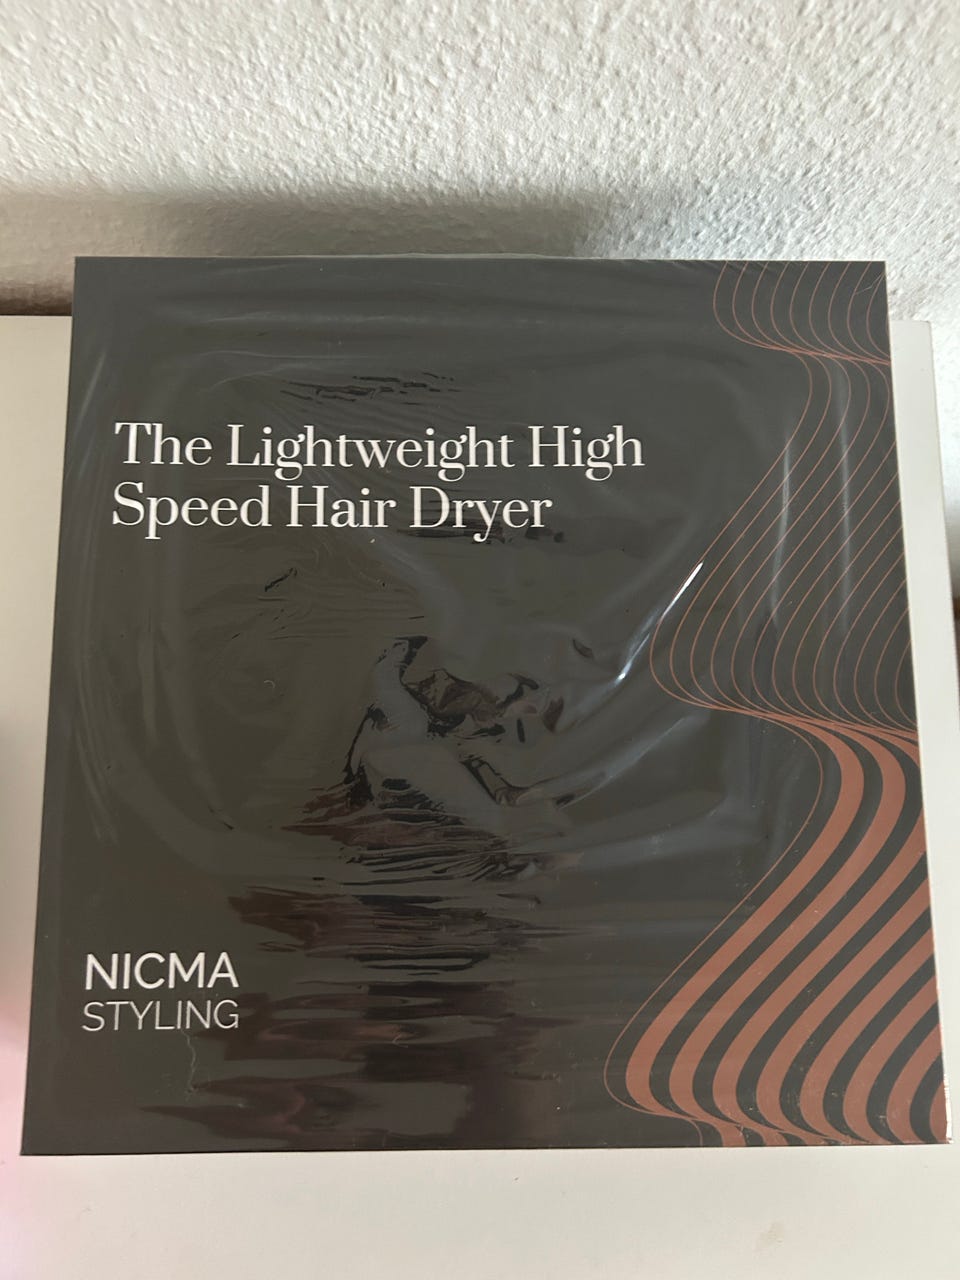 The Lightweight High
Speed Hair Dryer
NICMA
STYLING